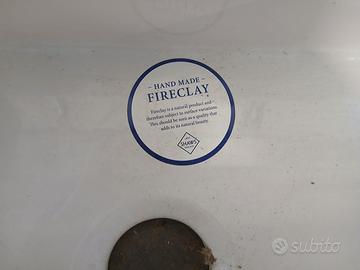 – HAND MADE –
FIRECLAY
Fireclay is a natural product and
therefore subject to surface variations.
This should be seen as a quality that
adds to its natural beauty.
SHAWS
subito